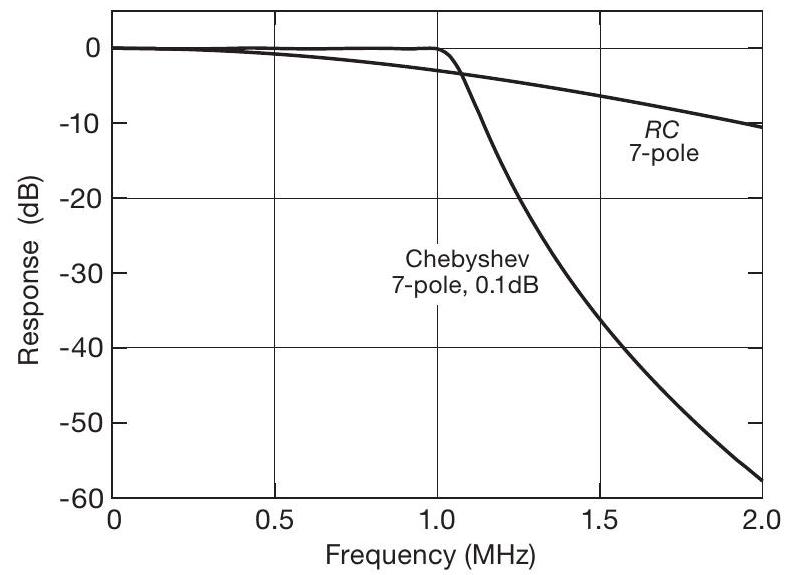 0
-10
-20
-30
-40
-50
-60
Response (dB)
RC
7-pole
Chebyshev
7-pole, 0.1dB
0 0.5 1.0 1.5 2.0
Frequency (MHz)